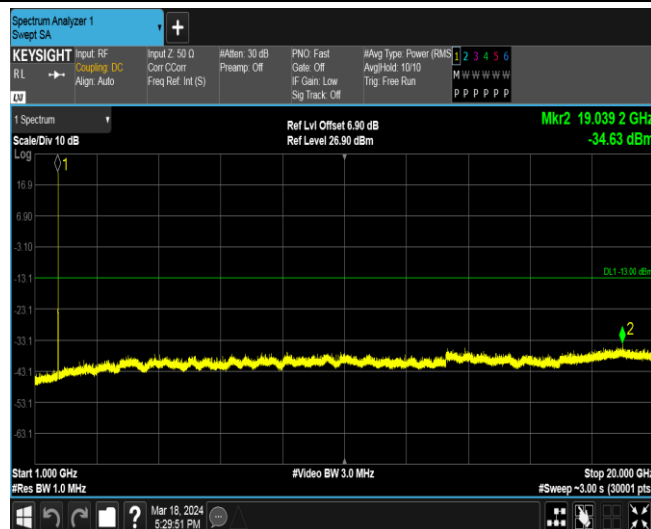 Spectrum Analyzer 1
Swept SA
KEYSIGHT
RL
LXI
Input: RF
Coupling: DC
Align: Auto
Input Z: 50 Ω
Corr CCorr
Freq Ref: Int (S)
#Atten: 30 dB
Preamp: Off
PNO: Fast
Gate: Off
IF Gain: Low
Sig Track: Off
#Avg Type: Power (RMS
Avg|Hold: 10/10
Trig: Free Run
1 2 3 4 5 6
M W W W W W
P P P P P P
1 Spectrum
Scale/Div 10 dB
Log
Ref Lvl Offset 6.90 dB
Ref Level 26.90 dBm
Mkr2 19.039 2 GHz
-34.63 dBm
1
16.9
6.90
-3.10
-13.1
DL1 -13.00 dBm
-23.1
-33.1
2
-43.1
-53.1
-63.1
Start 1.000 GHz
#Res BW 1.0 MHz
#Video BW 3.0 MHz
Stop 20.000 GHz
#Sweep ~3.00 s (30001 pts
?
Mar 18, 2024
5:29:51 PM